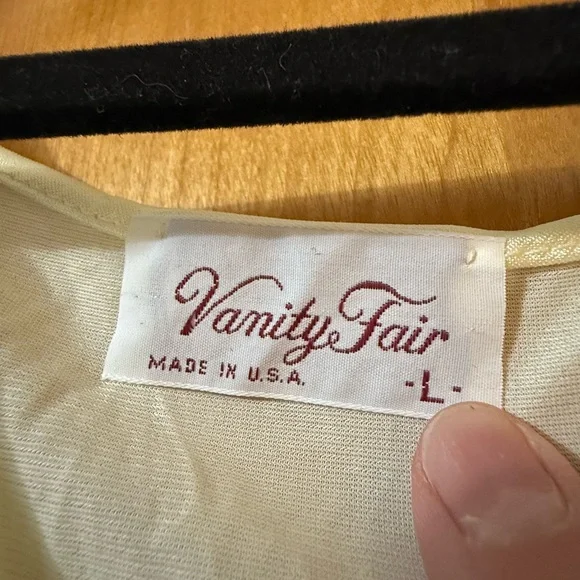 Vanity Fair
MADE IN U.S.A.
-L-